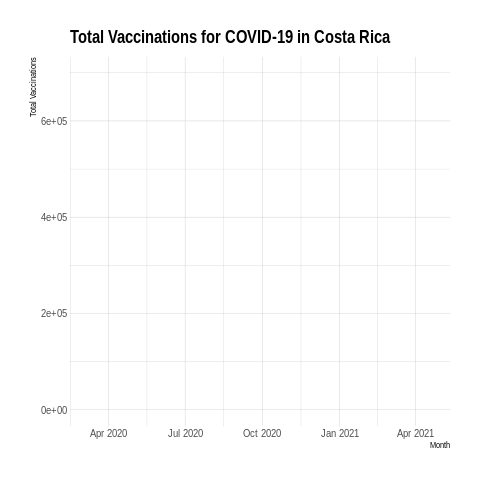 Total Vaccinations for COVID-19 in Costa Rica
Total Vaccinations
6e+05
4e+05
2e+05
0e+00
Apr 2020 Jul 2020 Oct 2020 Jan 2021 Apr 2021
Month